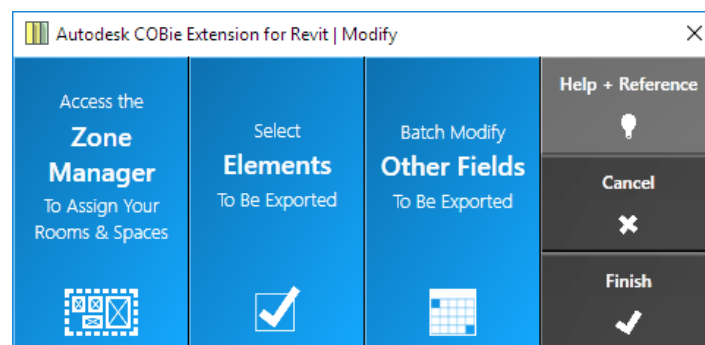 Autodesk COBie Extension for Revit | Modify
Access the
Zone
Manager
To Assign Your
Rooms & Spaces
Select
Elements
To Be Exported
Batch Modify
Other Fields
To Be Exported
Help + Reference
Cancel
Finish